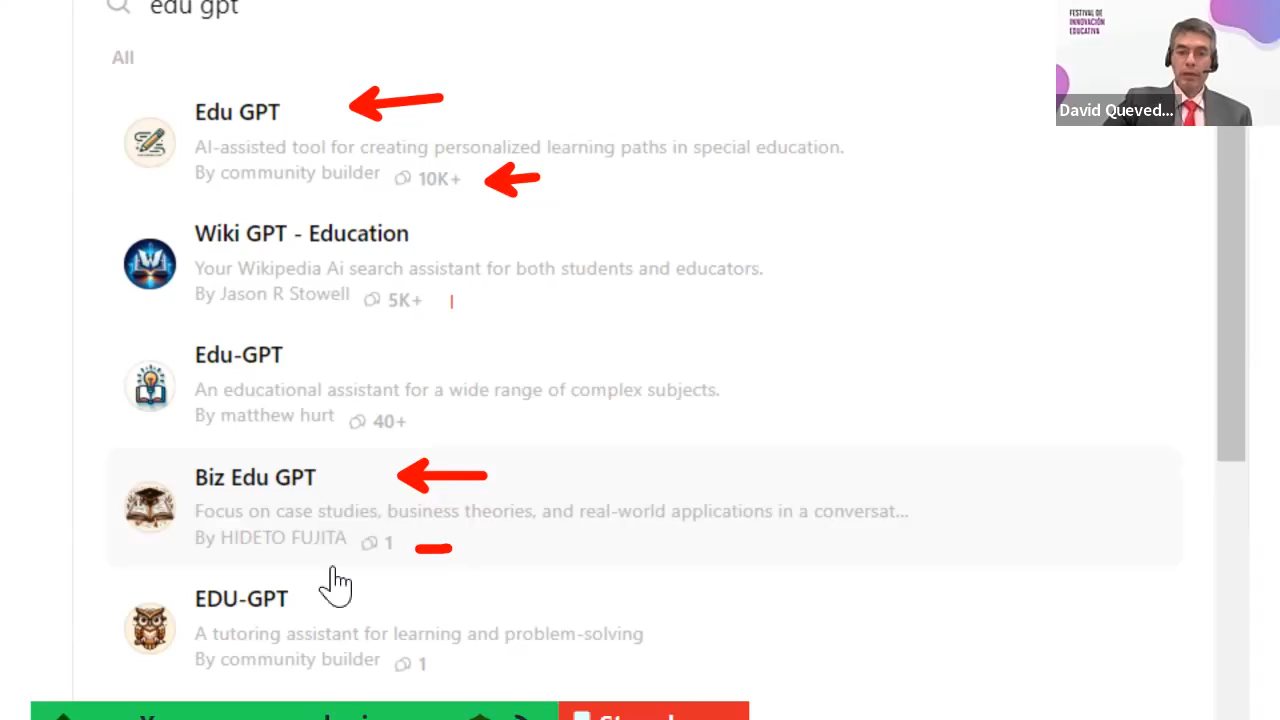 edu gpt
FESTIVAL DE
INNOVACIÓN
EDUCATIVA
All
David Queved...
Edu GPT
AI-assisted tool for creating personalized learning paths in special education.
By community builder 10K+
Wiki GPT - Education
Your Wikipedia Ai search assistant for both students and educators.
By Jason R Stowell 5K+
Edu-GPT
An educational assistant for a wide range of complex subjects.
By matthew hurt 40+
Biz Edu GPT
Focus on case studies, business theories, and real-world applications in a conversat...
By HIDETO FUJITA 1
EDU-GPT
A tutoring assistant for learning and problem-solving
By community builder 1